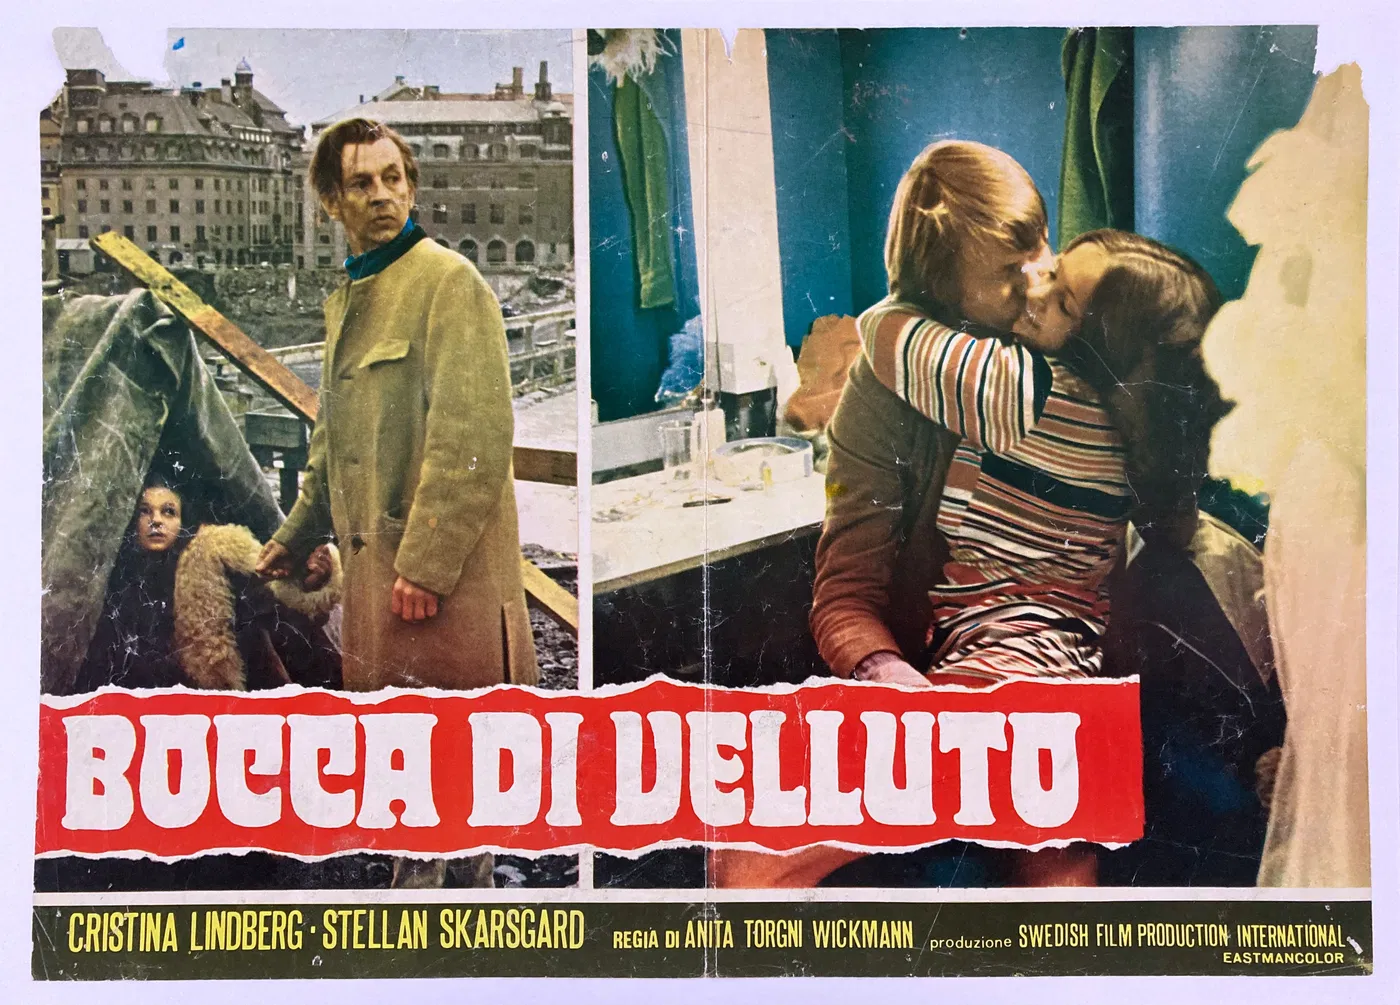 BOCCA DI VELLUTO
CRISTINA LINDBERG · STELLAN SKARSGARD REGIA DI ANITA TORGNI WICKMANN produzione SWEDISH FILM PRODUCTION INTERNATIONAL
EASTMANCOLOR